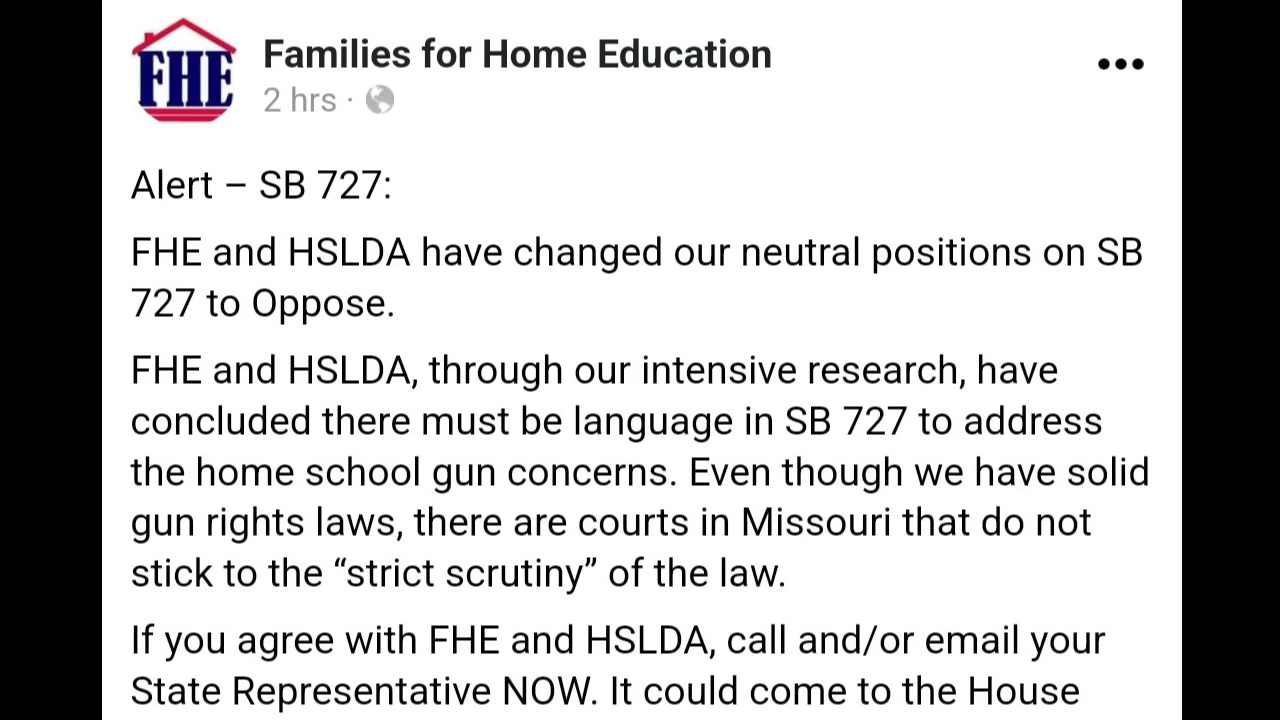 FHE
Families for Home Education
2 hrs ·
Alert – SB 727:
FHE and HSLDA have changed our neutral positions on SB
727 to Oppose.
FHE and HSLDA, through our intensive research, have
concluded there must be language in SB 727 to address
the home school gun concerns. Even though we have solid
gun rights laws, there are courts in Missouri that do not
stick to the “strict scrutiny” of the law.
If you agree with FHE and HSLDA, call and/or email your
State Representative NOW. It could come to the House